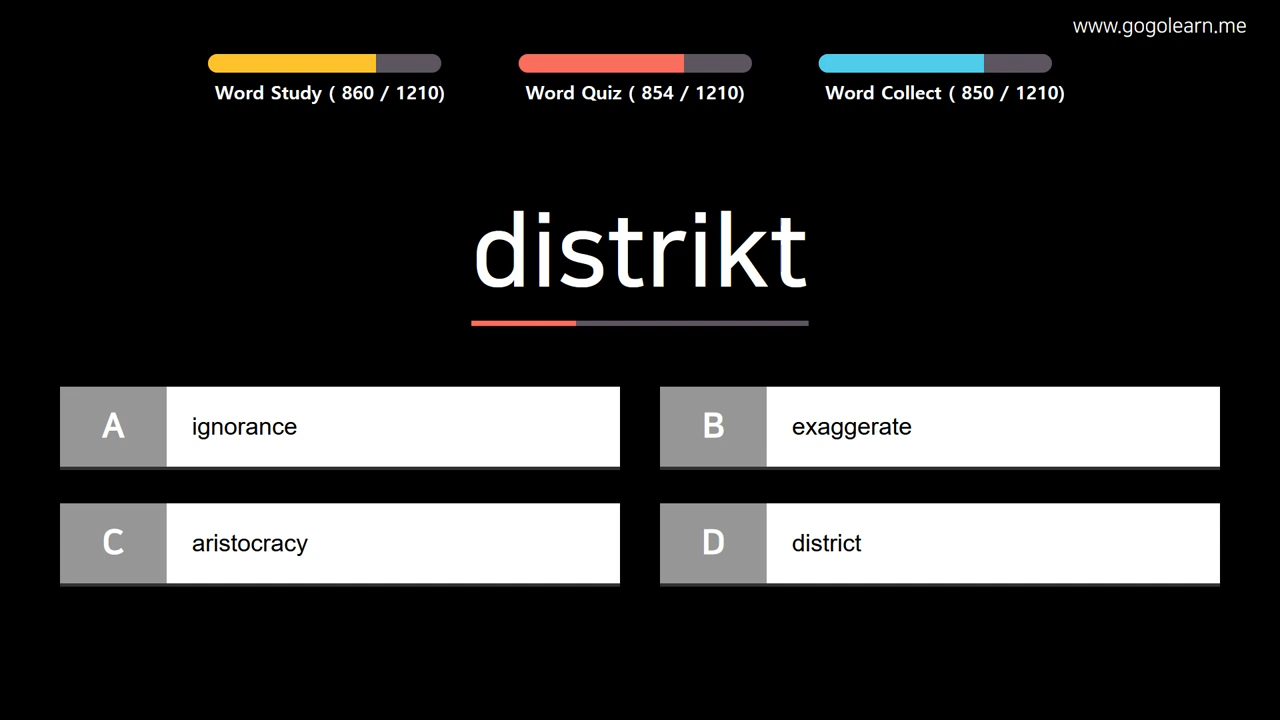 www.gogolearn.me
Word Study ( 860 / 1210)
Word Quiz ( 854 / 1210)
Word Collect ( 850 / 1210)
distrikt
A ignorance
B exaggerate
C aristocracy
D district